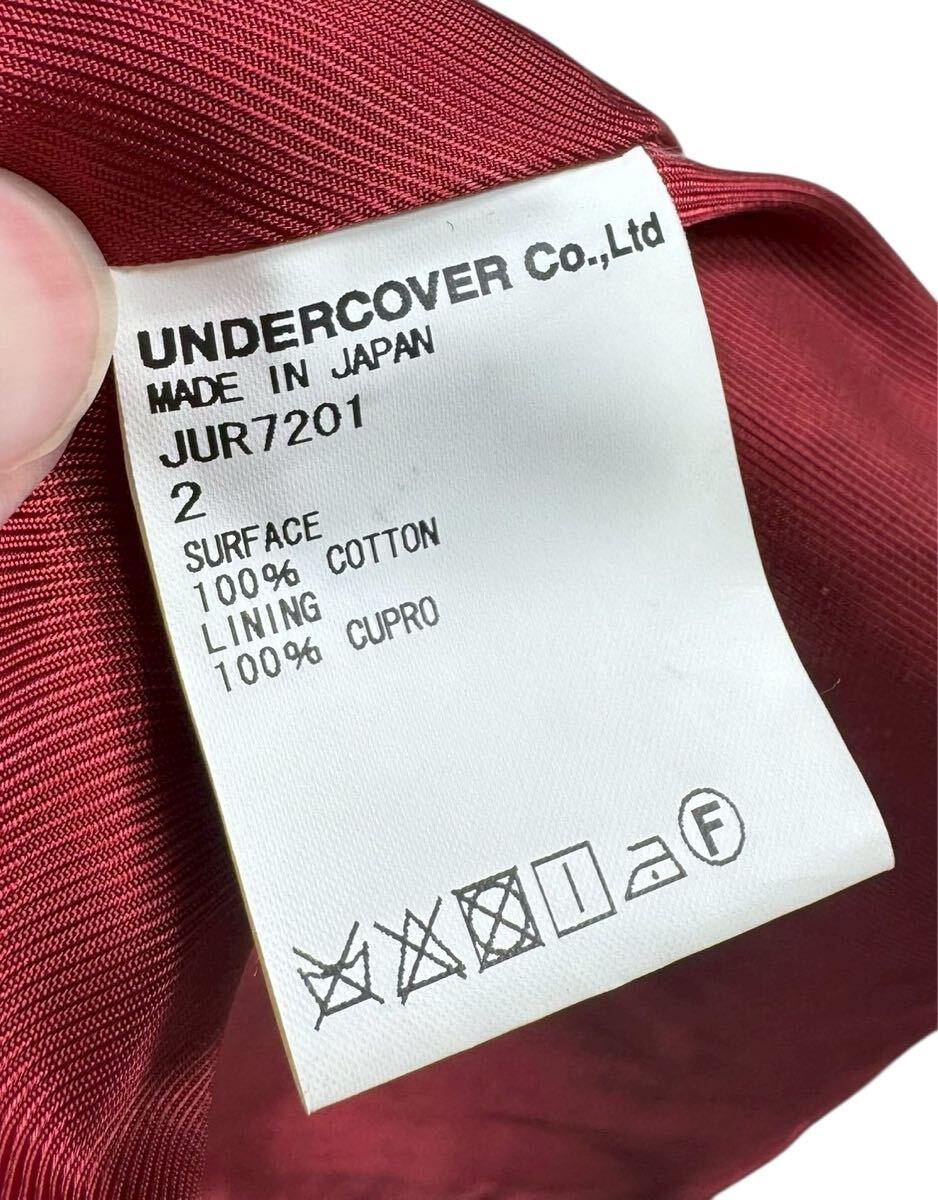 UNDERCOVER Co.,Ltd
MADE IN JAPAN
JUR7201
2
SURFACE
100% COTTON
LINING
100% CUPRO
F